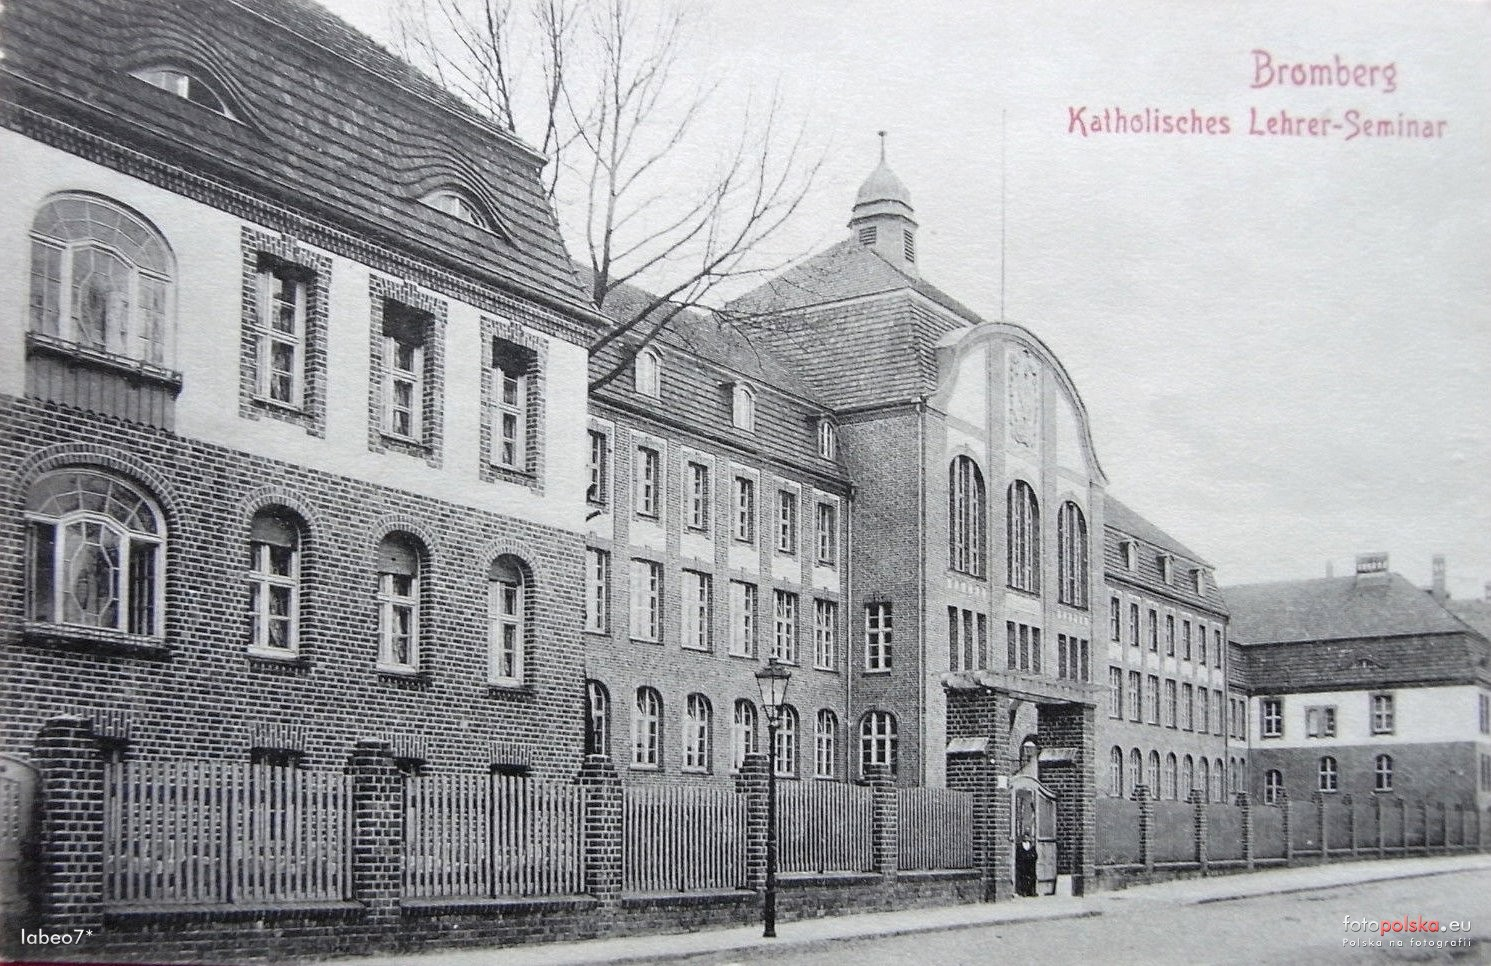 Bromberg
Katholisches Lehrer-Seminar
labeo7*
fotopolska.eu
Polska na fotografii